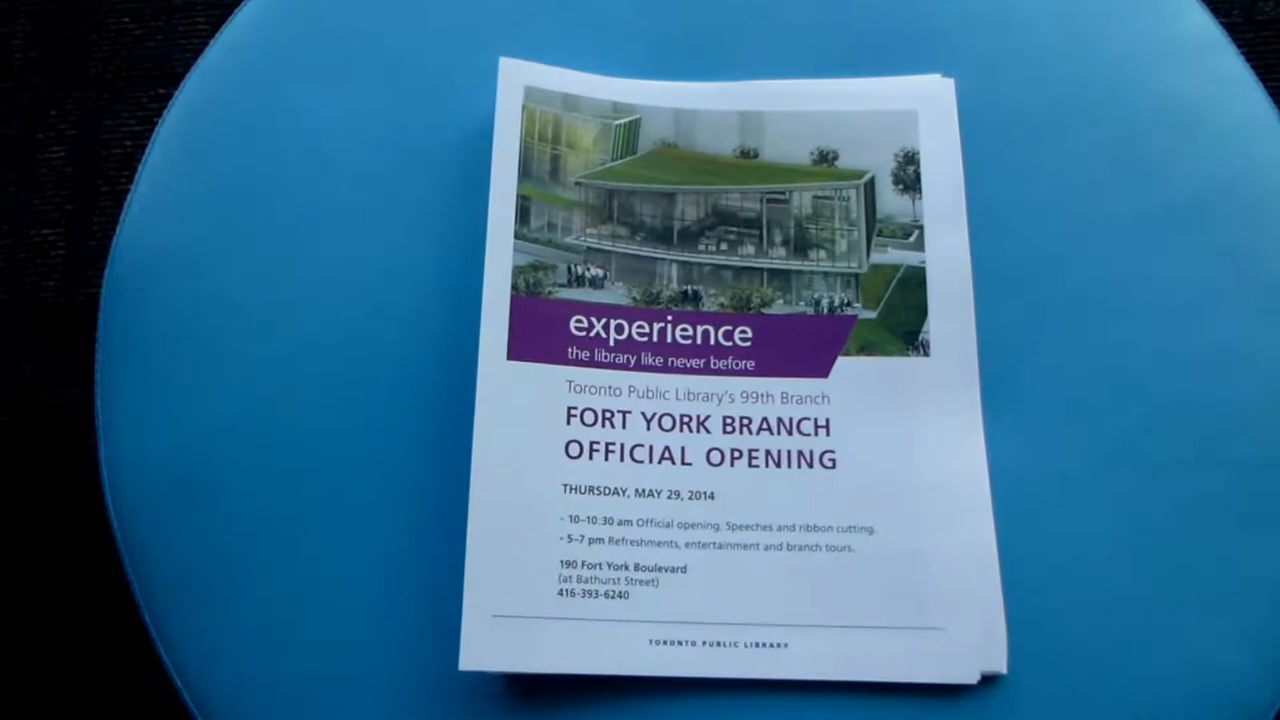 experience
the library like never before
Toronto Public Library's 99th Branch
FORT YORK BRANCH
OFFICIAL OPENING
THURSDAY, MAY 29, 2014
• 10–10:30 am Official opening. Speeches and ribbon cutting.
• 5–7 pm Refreshments, entertainment and branch tours.
190 Fort York Boulevard
(at Bathurst Street)
416-393-6240
TORONTO PUBLIC LIBRARY